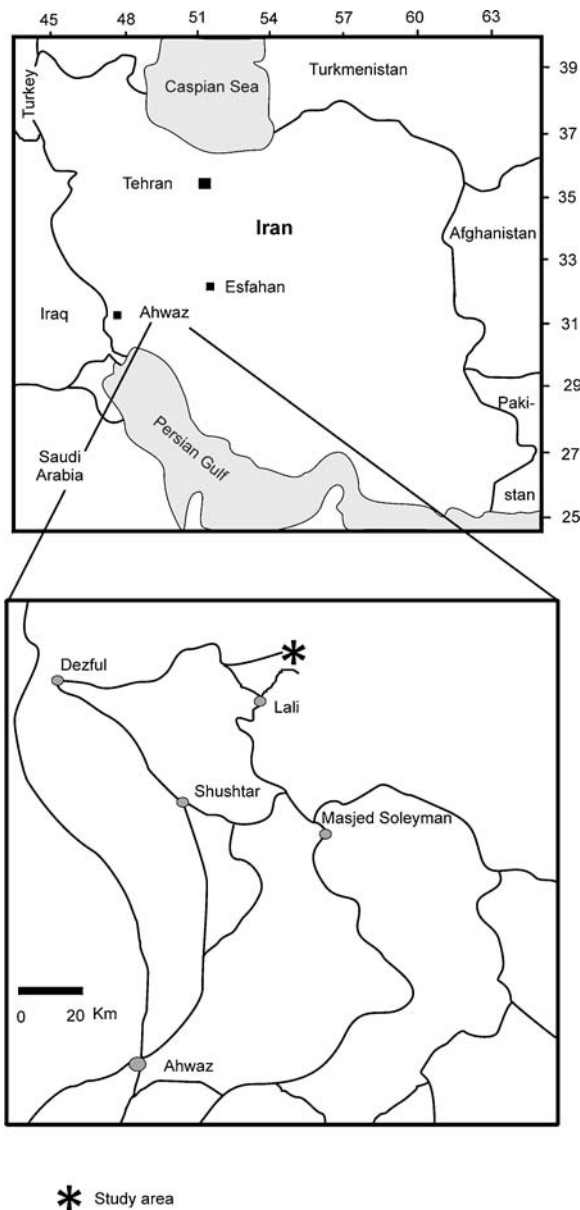 45 48 51 54 57 60 63
Turkey
Caspian Sea
Turkmenistan
39
37
Tehran
35
Iran
Afghanistan
33
Esfahan
Iraq
Ahwaz
31
29
Paki-
Persian Gulf
Saudi
Arabia
27
stan
25
Dezful
Lali
Shushtar
Masjed Soleyman
0 20 Km
Ahwaz
Study area